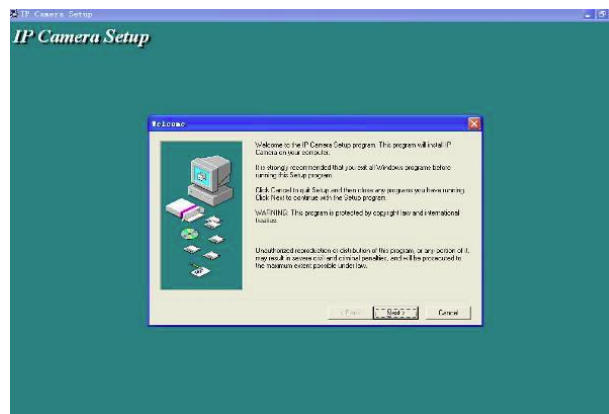 IP Camera Setup
IP Camera Setup
Welcome
Welcome to the IP Camera Setup program. This program will install IP
Camera on your computer.
It is strongly recommended that you exit all Windows programs before
running this Setup program.
Click Cancel to quit Setup and then close any programs you have running.
Click Next to continue with the Setup program.
WARNING: This program is protected by copyright law and international
treaties.
Unauthorized reproduction or distribution of this program, or any portion of it,
may result in severe civil and criminal penalties, and will be prosecuted to
the maximum extent possible under law.
< Back
Next >
Cancel